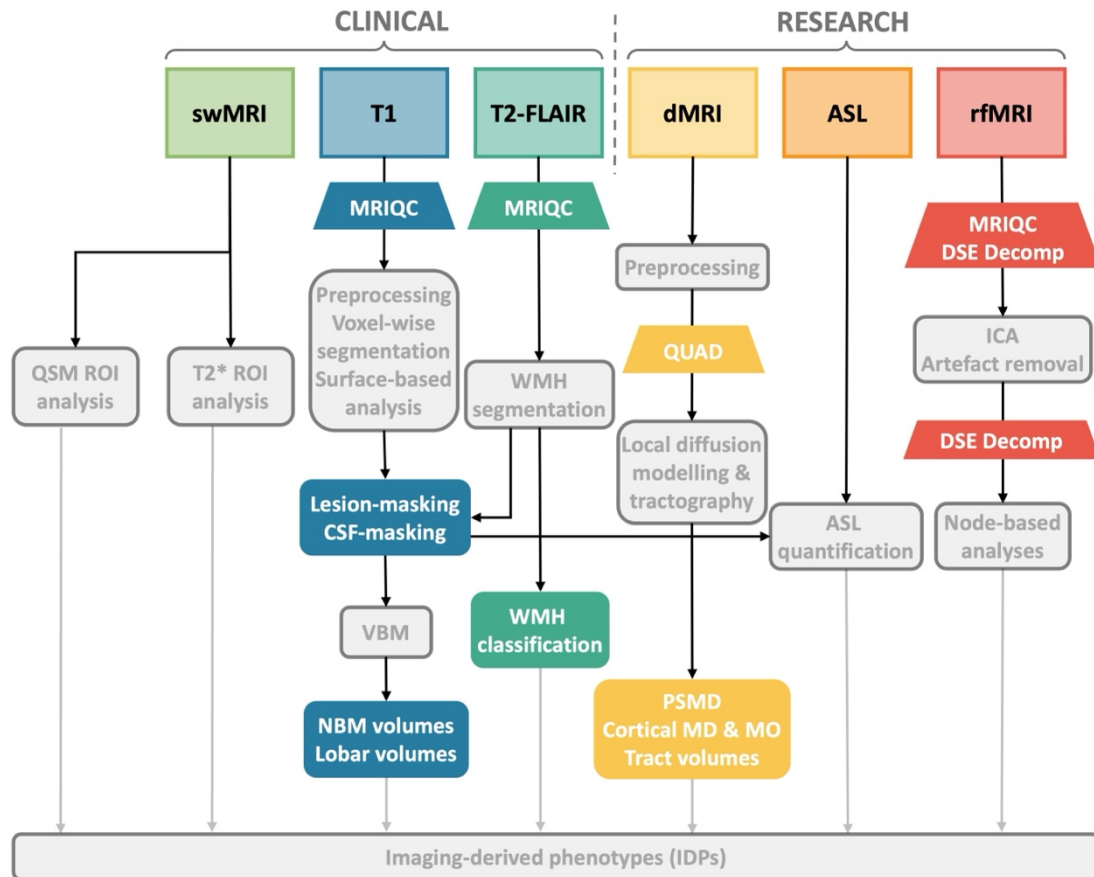 CLINICAL
RESEARCH
swMRI
T1
T2-FLAIR
dMRI
ASL
rfMRI
MRIQC
MRIQC
MRIQC
DSE Decomp
Preprocessing
Preprocessing
Voxel-wise
segmentation
Surface-based
analysis
QSM ROI
analysis
T2* ROI
analysis
WMH
segmentation
QUAD
ICA
Artefact removal
Local diffusion
modelling &
tractography
DSE Decomp
Lesion-masking
CSF-masking
ASL
quantification
Node-based
analyses
VBM
WMH
classification
NBM volumes
Lobar volumes
PSMD
Cortical MD & MO
Tract volumes
Imaging-derived phenotypes (IDPs)